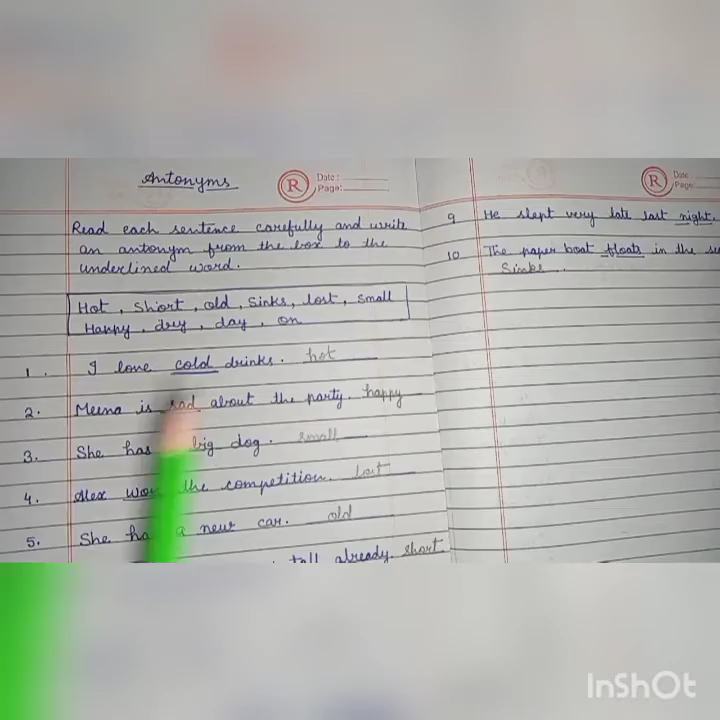 Antonyms
R Date:
Page:
Read each sentence carefully and write
an antonym from the box to the
underlined word.
Hot, Short, old, Sinks, lost, Small
Happy, dry, day, on
1. I love cold drinks. hot
2. Meena is sad about the party. happy
3. She has big dog. small
4. Alex won the competition. Lost
5. She ha a new car. old
tall already. short
R Date:
Page:
9 He slept very late last night.
10 The paper boat floats in the
Sinks.
InShOt